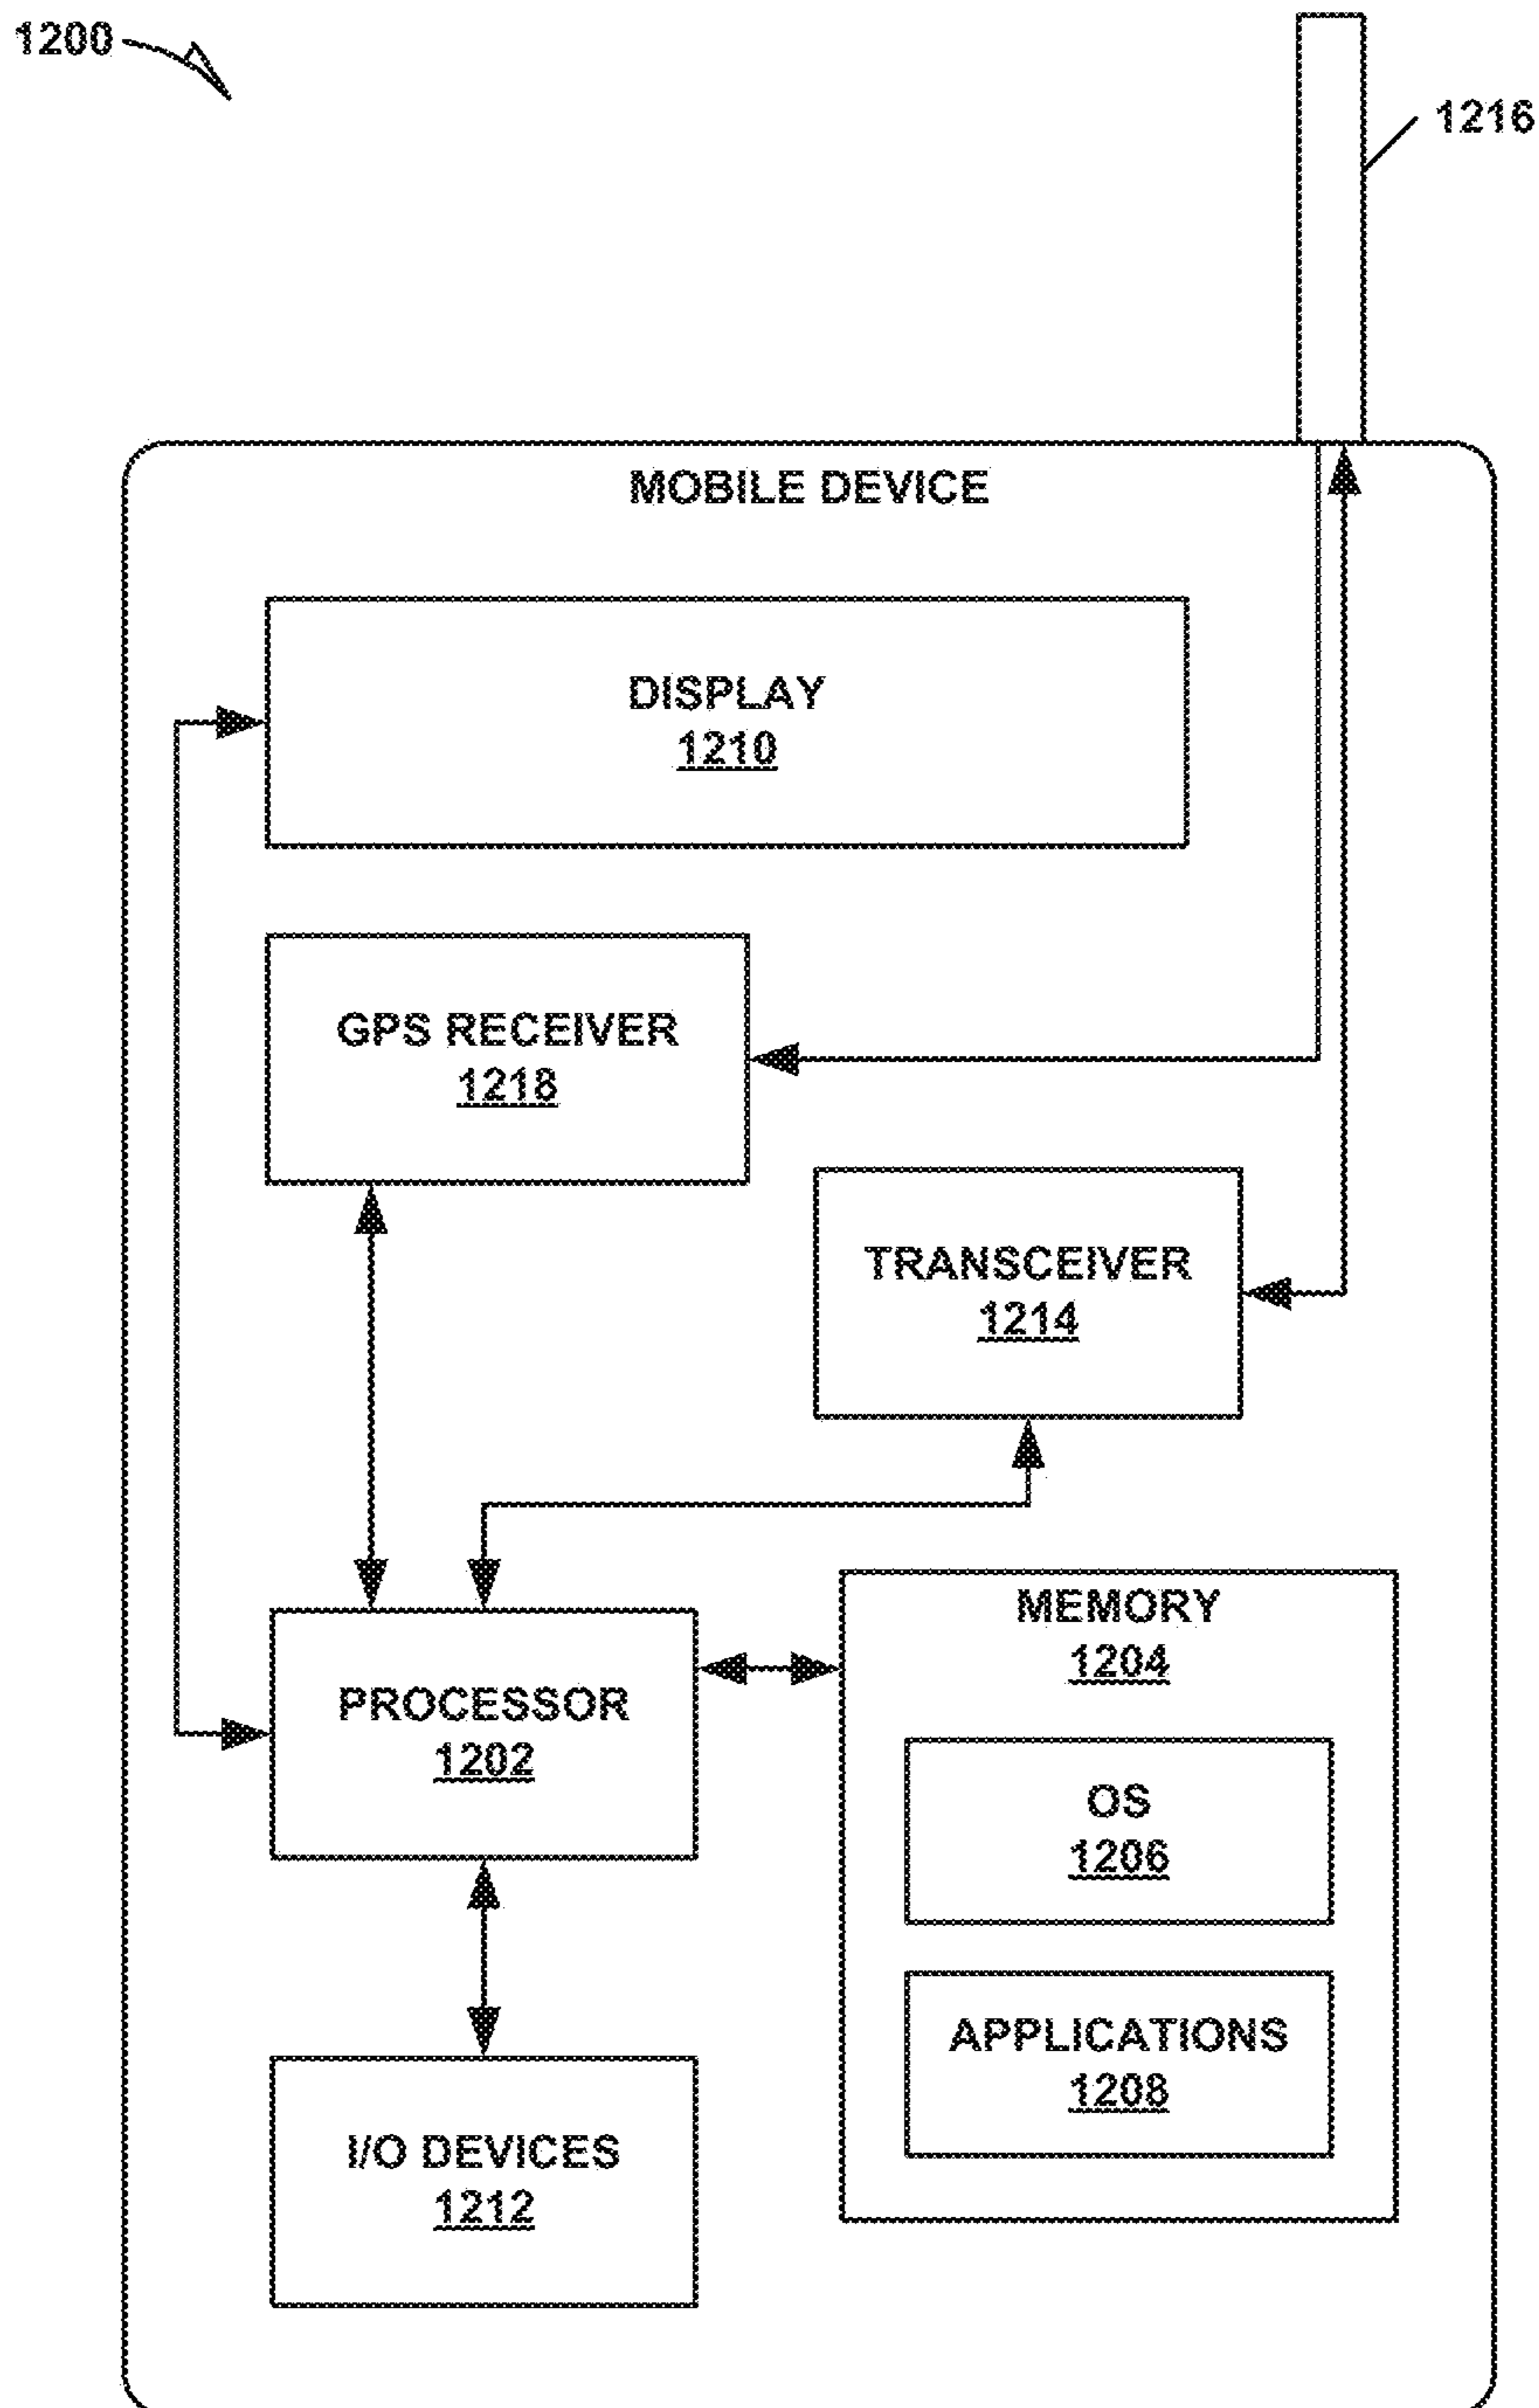 1200
1216
MOBILE DEVICE
DISPLAY
1210
GPS RECEIVER
1218
TRANSCEIVER
1214
MEMORY
1204
PROCESSOR
1202
OS
1206
APPLICATIONS
1208
I/O DEVICES
1212